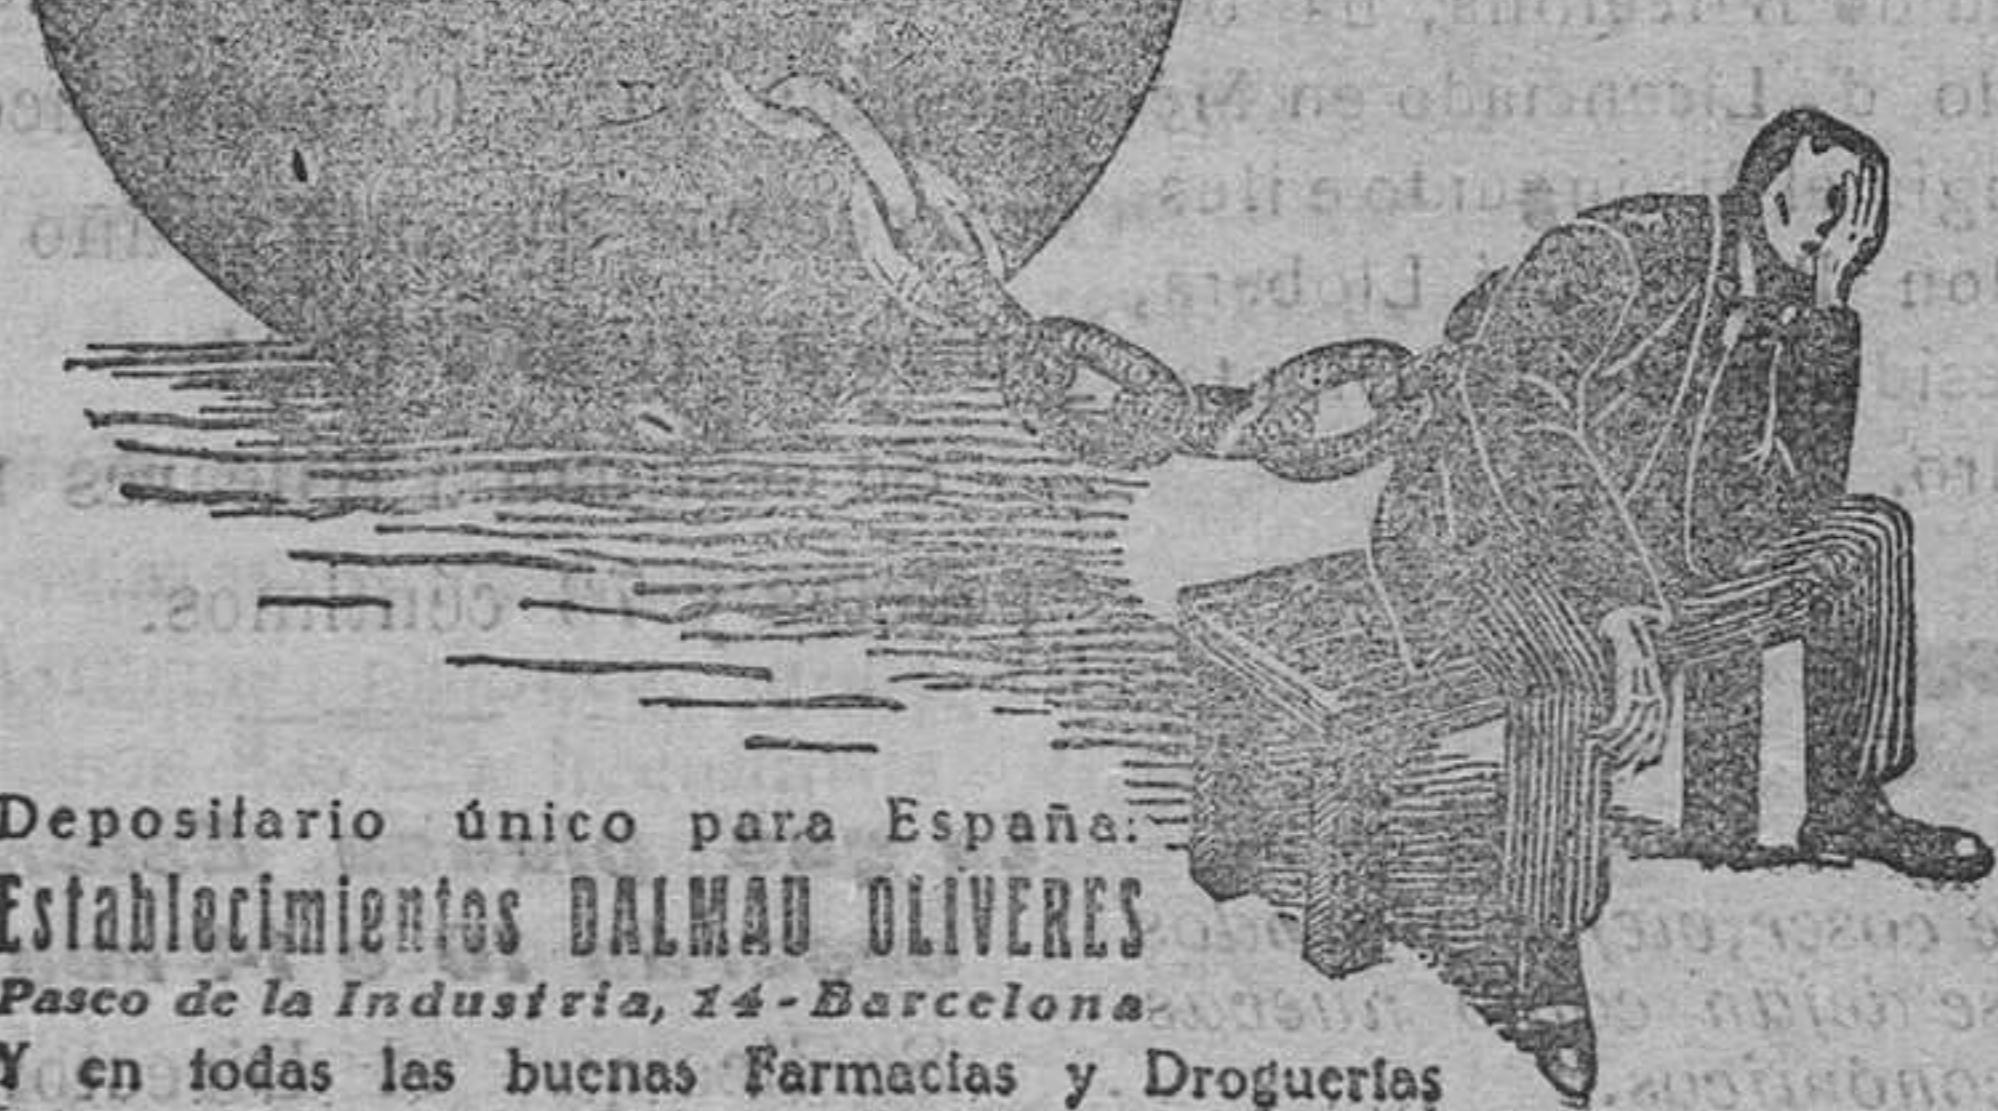 Depositario único para España:
Establecimientos DALMAU OLIVERES
Paseo de la Industria, 14-Barcelona
Y en todas las buenas Farmacias y Droguerías